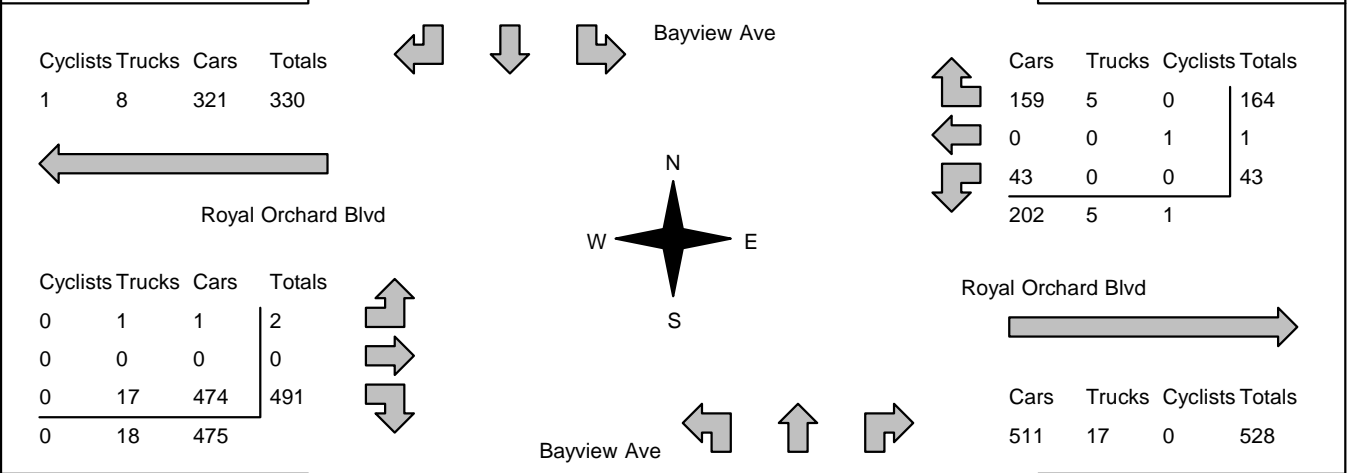 Bayview Ave
Cyclists Trucks Cars Totals
1 8 321 330
Cars Trucks Cyclists Totals
159 5 0 164
0 0 1 1
43 0 0 43
202 5 1
Royal Orchard Blvd
N
W E
S
Cyclists Trucks Cars Totals
0 1 1 2
0 0 0 0
0 17 474 491
0 18 475
Royal Orchard Blvd
Cars Trucks Cyclists Totals
511 17 0 528
Bayview Ave